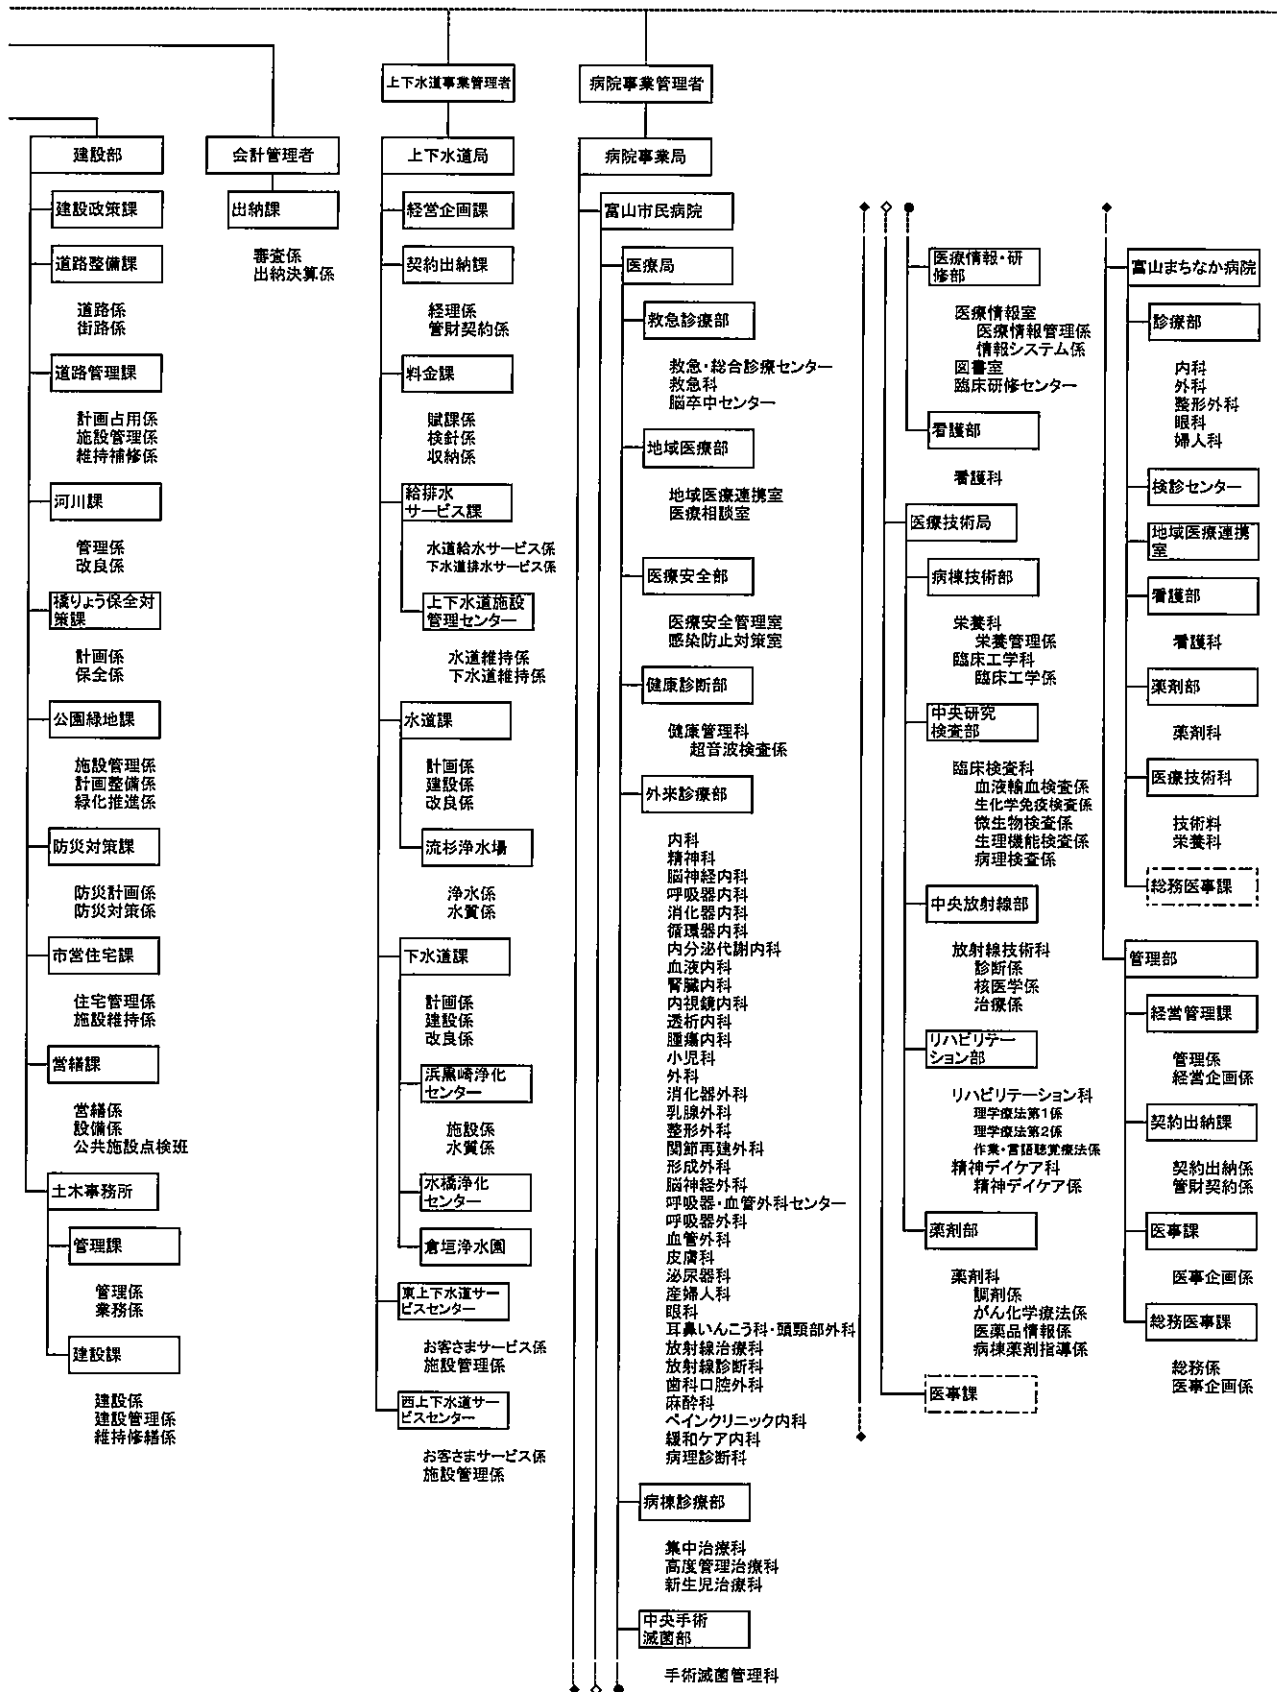 建設部
建設政策課
道路整備課
道路係
街路係
道路管理課
計画占用係
施設管理係
維持補修係
河川課
管理係
改良係
橋りょう保全対
策課
計画係
保全係
公園緑地課
施設管理係
計画整備係
緑化推進係
防災対策課
防災計画係
防災対策係
市営住宅課
住宅管理係
施設維持係
営繕課
営繕係
設備係
公共施設点検班
土木事務所
管理課
管理係
業務係
建設課
建設係
建設管理係
維持修繕係
会計管理者
出納課
審査係
出納決算係
上下水道事業管理者
上下水道局
経営企画課
契約出納課
経理係
管財契約係
料金課
賦課係
検針係
収納係
給排水
サービス課
水道給水サービス係
下水道排水サービス係
上下水道施設
管理センター
水道維持係
下水道維持係
水道課
計画係
建設係
改良係
流杉浄水場
浄水係
水質係
下水道課
計画係
建設係
改良係
浜黒崎浄化
センター
施設係
水質係
水橋浄化
センター
倉垣浄水園
東上下水道サー
ビスセンター
お客さまサービス係
施設管理係
西上下水道サー
ビスセンター
お客さまサービス係
施設管理係
病院事業管理者
病院事業局
富山市民病院
医療局
救急診療部
救急・総合診療センター
救急科
脳卒中センター
地域医療部
地域医療連携室
医療相談室
医療安全部
医療安全管理室
感染防止対策室
健康診断部
健康管理科
超音波検査係
外来診療部
内科
精神科
脳神経内科
呼吸器内科
消化器内科
循環器内科
内分泌代謝内科
血液内科
腎臓内科
内視鏡内科
透析内科
腫瘍内科
小児科
外科
消化器外科
乳腺外科
整形外科
関節再建外科
形成外科
脳神経外科
呼吸器・血管外科センター
呼吸器外科
血管外科
皮膚科
泌尿器科
産婦人科
眼科
耳鼻いんこう科・頭頸部外科
放射線治療科
放射線診断科
歯科口腔外科
麻酔科
ペインクリニック内科
緩和ケア内科
病理診断科
病棟診療部
集中治療科
高度管理治療科
新生児治療科
中央手術
滅菌部
手術滅菌管理科
医療情報・研
修部
医療情報室
医療情報管理係
情報システム係
図書室
臨床研修センター
看護部
看護科
医療技術局
病棟技術部
栄養科
栄養管理係
臨床工学科
臨床工学係
中央研究
検査部
臨床検査科
血液輸血検査係
生化学免疫検査係
微生物検査係
生理機能検査係
病理検査係
中央放射線部
放射線技術科
診断係
核医学係
治療係
リハビリテー
ション部
リハビリテーション科
理学療法第1係
理学療法第2係
作業・言語聴覚療法係
精神デイケア科
精神デイケア係
薬剤部
薬剤科
調剤係
がん化学療法係
医薬品情報係
病棟薬剤指導係
医事課
富山まちなか病院
診療部
内科
外科
整形外科
眼科
婦人科
検診センター
地域医療連携
室
看護部
看護科
薬剤部
薬剤科
医療技術科
技術科
栄養科
総務医事課
管理部
経営管理課
管理係
経営企画係
契約出納課
契約出納係
管財契約係
医事課
医事企画係
総務医事課
総務係
医事企画係